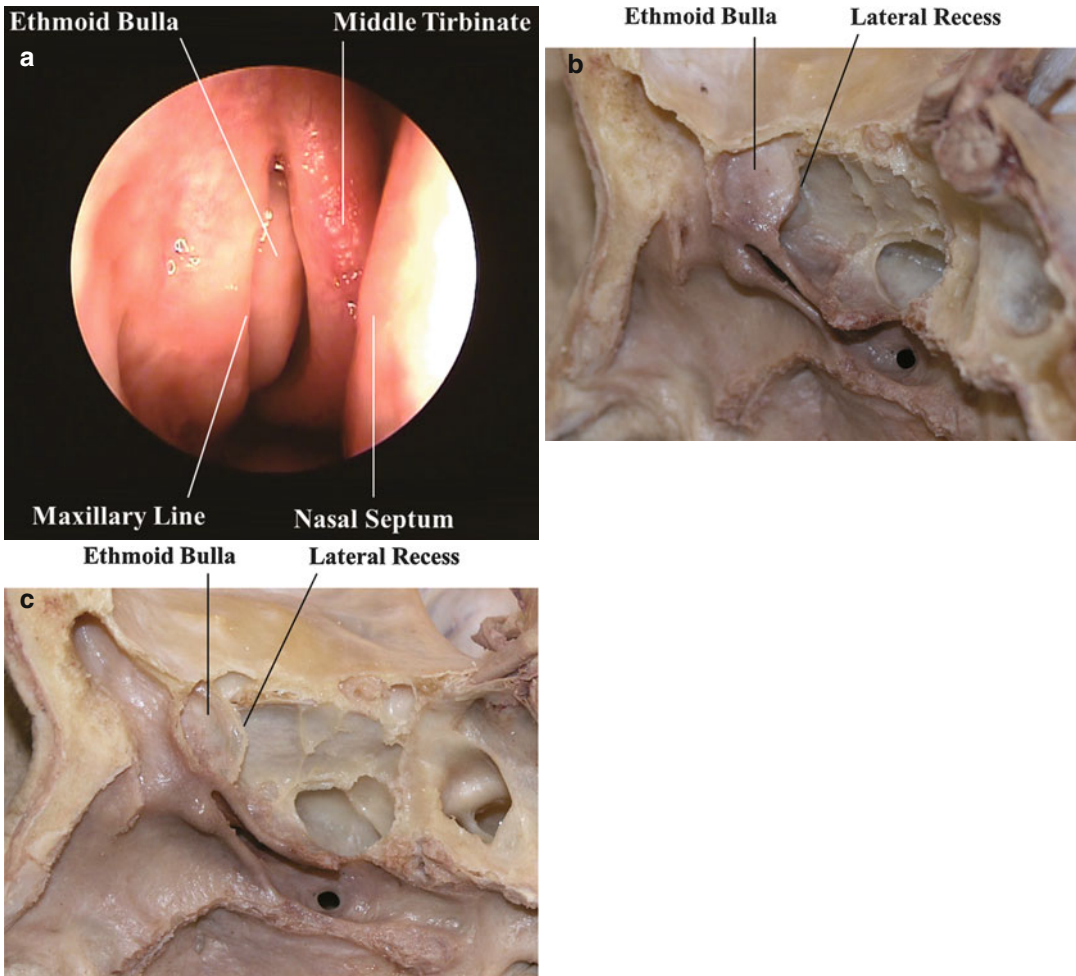 Ethmoid Bulla
Middle Tirbinate
a
Maxillary Line
Nasal Septum
Ethmoid Bulla
Lateral Recess
b
Ethmoid Bulla
Lateral Recess
c